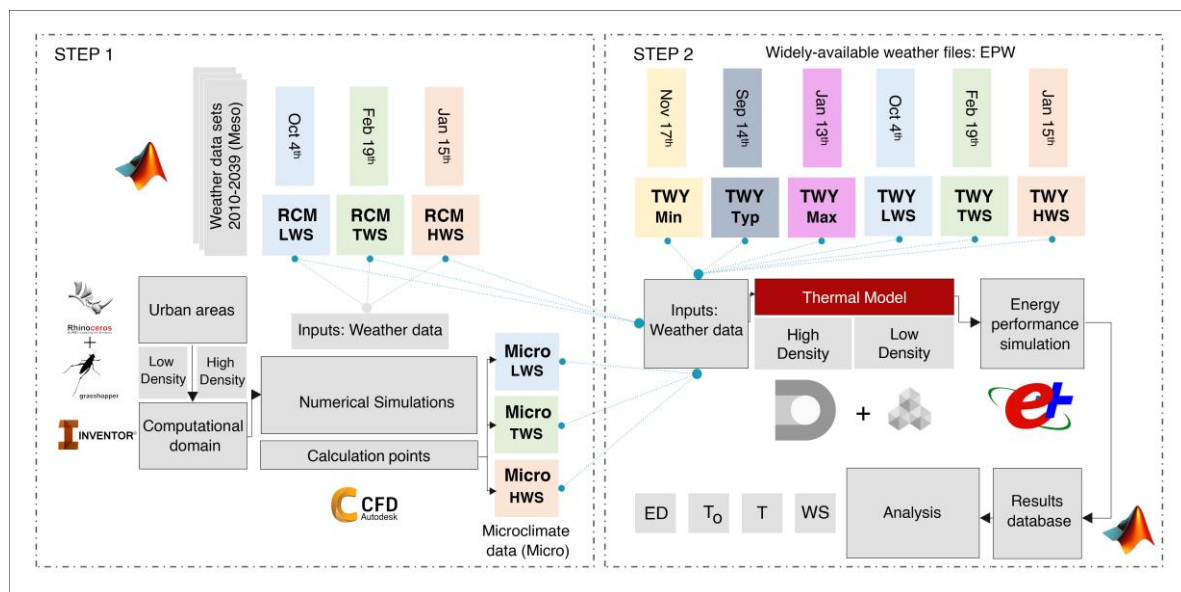 STEP 1
Weather data sets
2010-2039 (Meso)
Oct 4th
Feb 19th
Jan 15th
RCM
LWS
RCM
TWS
RCM
HWS
Rhinoceros
+
grasshopper
INVENTOR®
Urban areas
Low
Density
High
Density
Computational
domain
Inputs: Weather data
Numerical Simulations
Calculation points
CFD
Autodesk
Micro
LWS
Micro
TWS
Micro
HWS
Microclimate
data (Micro)
STEP 2
Widely-available weather files: EPW
Nov 17th
Sep 14th
Jan 13th
Oct 4th
Feb 19th
Jan 15th
TWY
Min
TWY
Typ
TWY
Max
TWY
LWS
TWY
TWS
TWY
HWS
Inputs:
Weather data
Thermal Model
High
Density
Low
Density
Energy
performance
simulation
+
e+
ED
To
T
WS
Analysis
Results
database